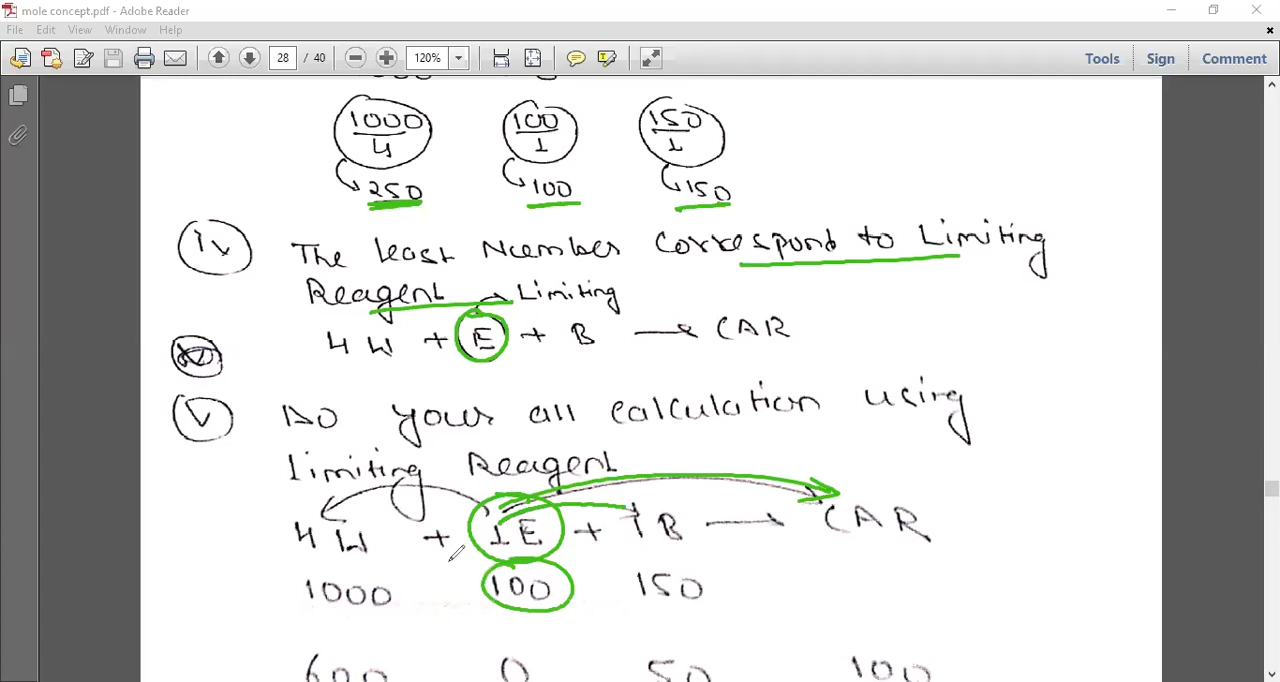 mole concept.pdf - Adobe Reader
File Edit View Window Help
28 / 40 120% Tools Sign Comment
1000 100 150
4 1 1
250 100 150
iv The least Number correspond to Limiting
Reagent → Limiting
4 W + E + B → CAR
v Do your all calculation using
limiting Reagent
4 W + 1 E + 1 B → CAR
1000 100 150
600 0 50 100